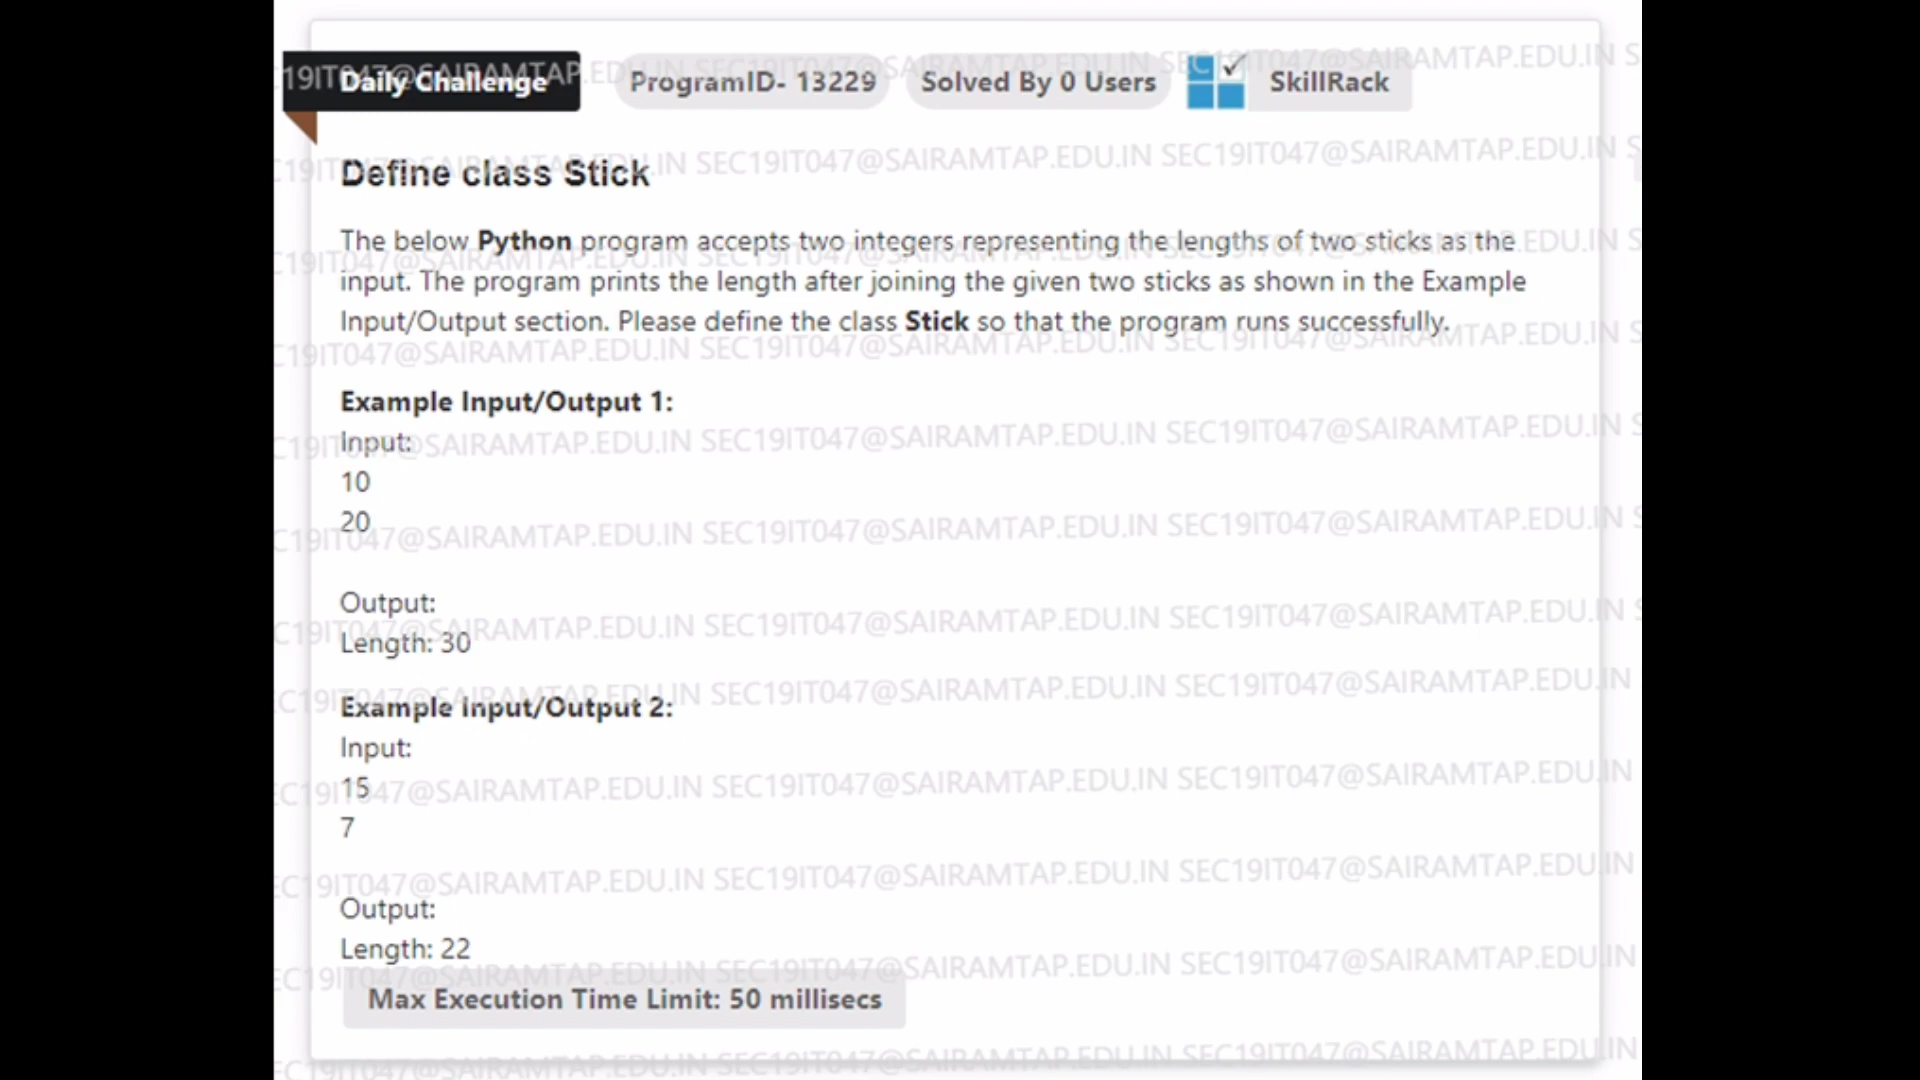 Daily Challenge ProgramID- 13229 Solved By 0 Users SkillRack
Define class Stick
The below Python program accepts two integers representing the lengths of two sticks as the
input. The program prints the length after joining the given two sticks as shown in the Example
Input/Output section. Please define the class Stick so that the program runs successfully.
Example Input/Output 1:
Input:
10
20
Output:
Length: 30
Example Input/Output 2:
Input:
15
7
Output:
Length: 22
Max Execution Time Limit: 50 millisecs
SEC19IT047@SAIRAMTAP.EDU.IN